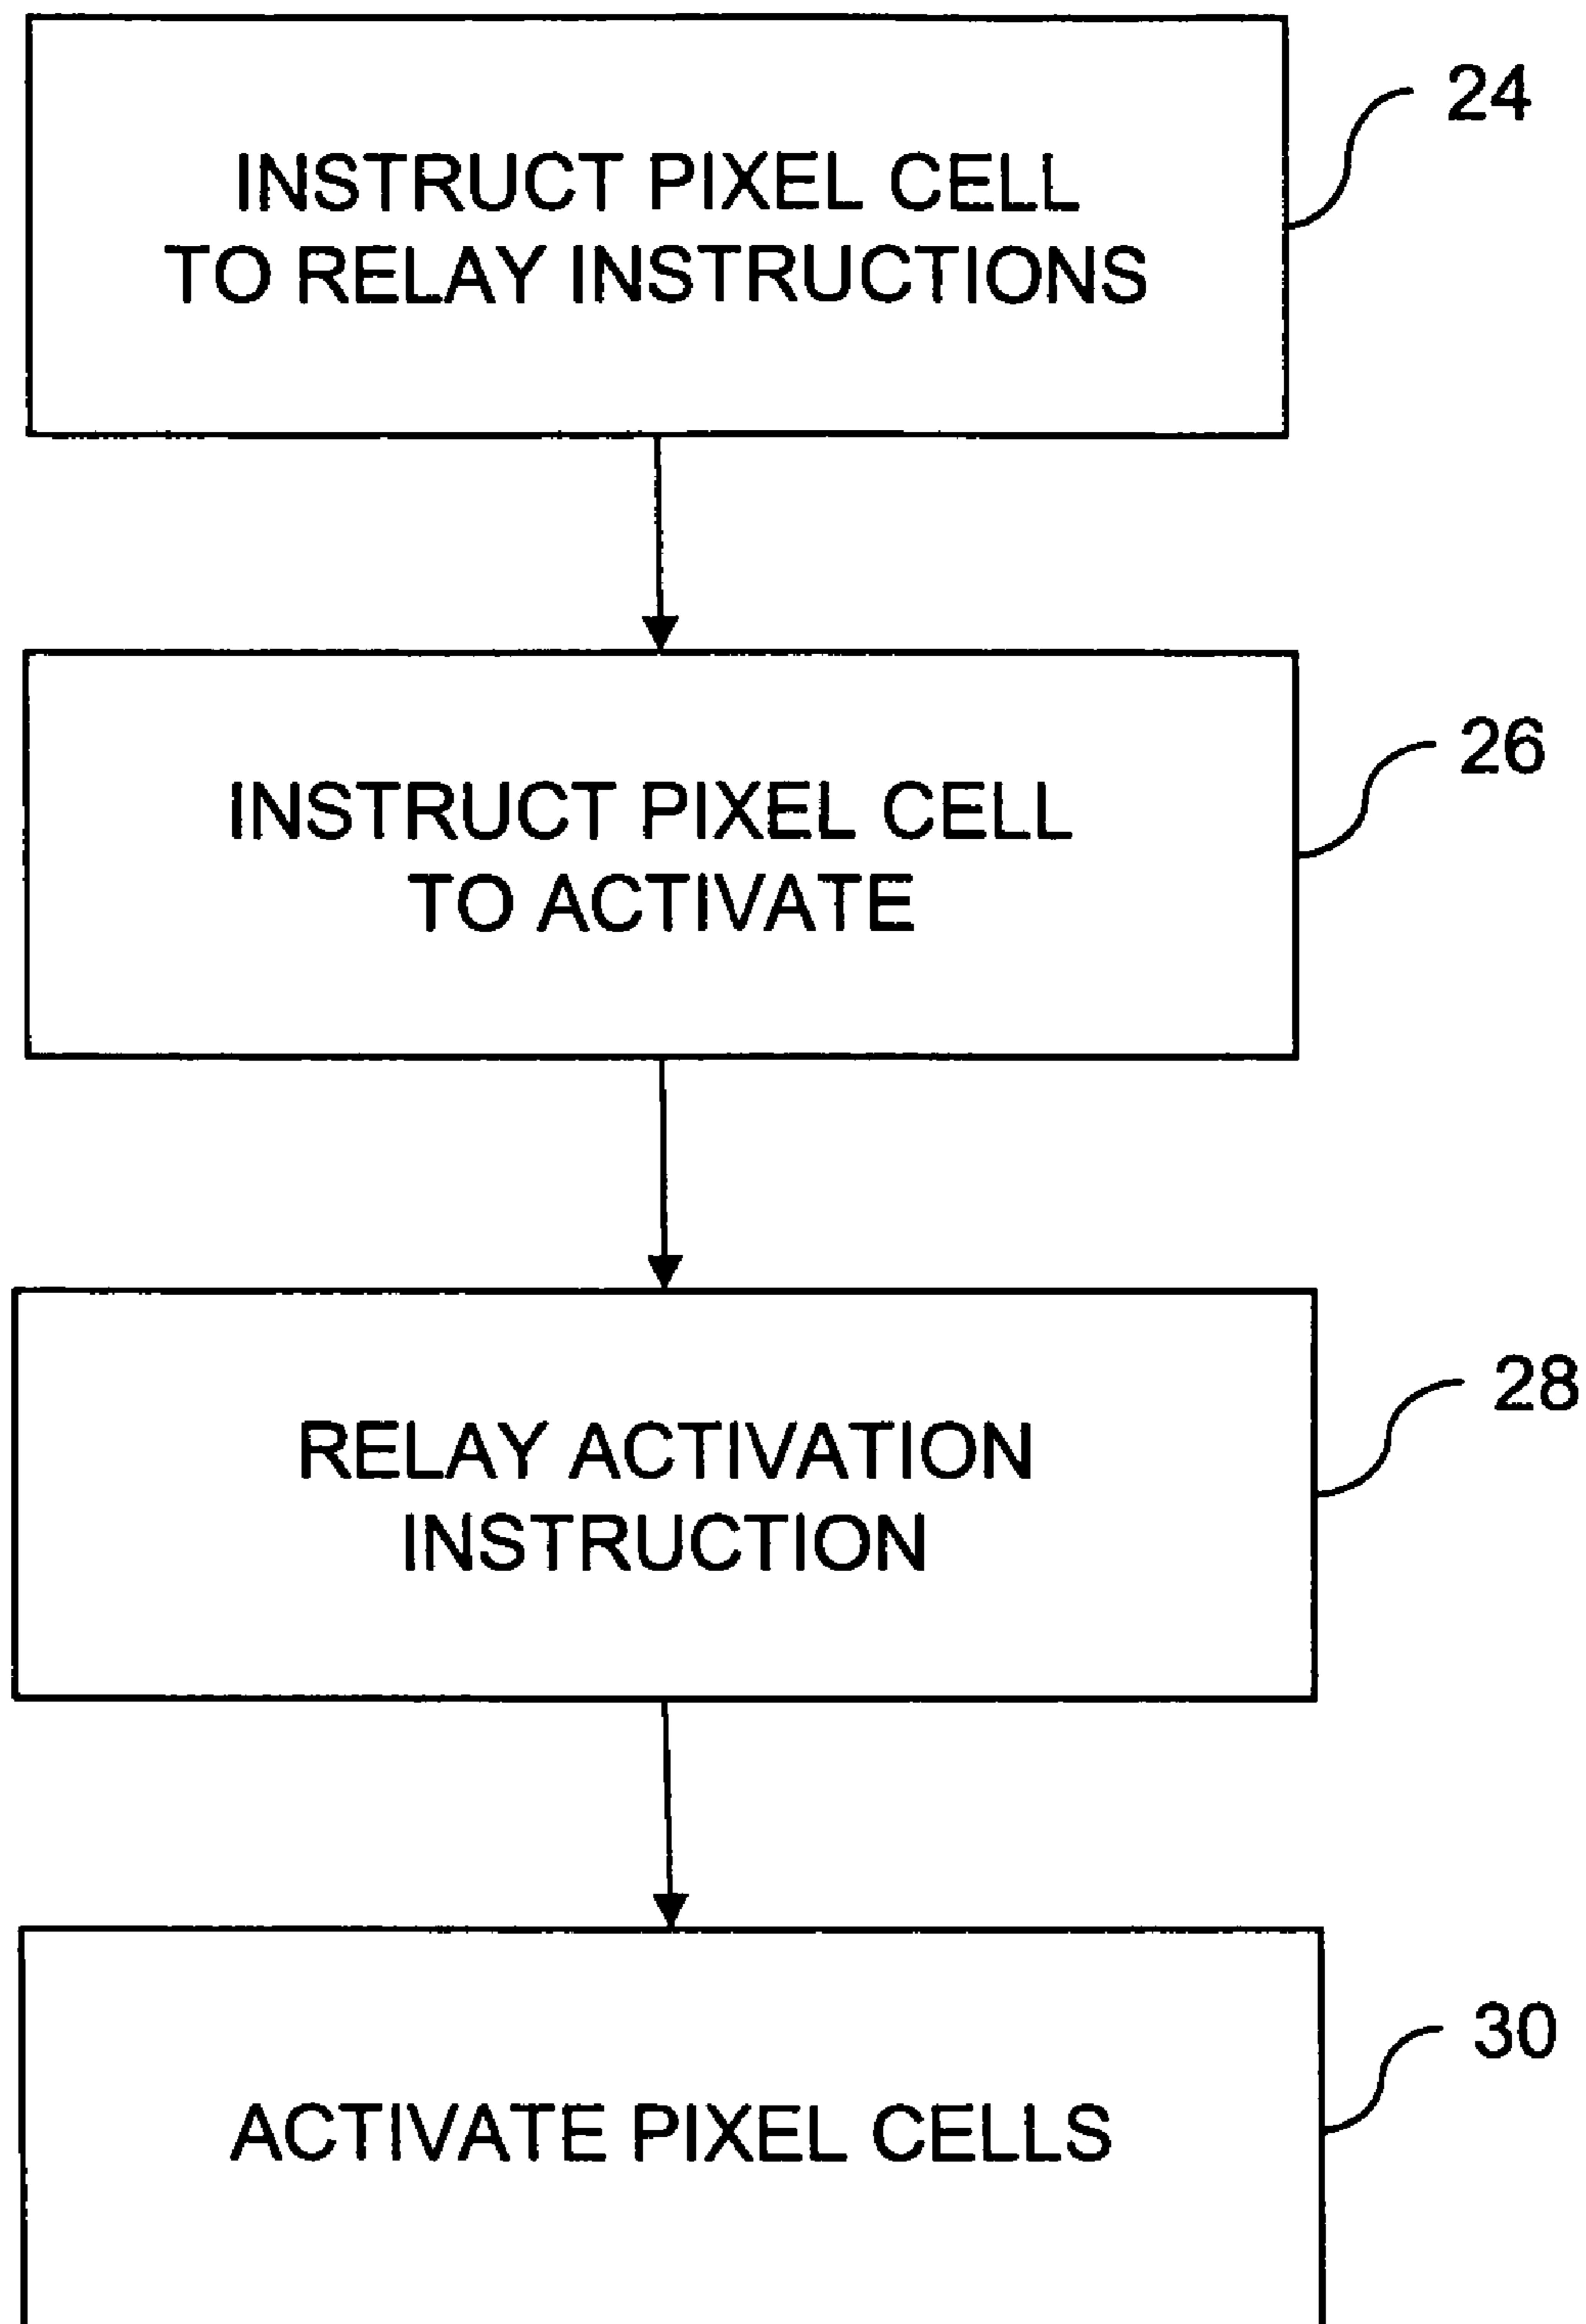 INSTRUCT PIXEL CELL
TO RELAY INSTRUCTIONS
24
INSTRUCT PIXEL CELL
TO ACTIVATE
26
RELAY ACTIVATION
INSTRUCTION
28
ACTIVATE PIXEL CELLS
30